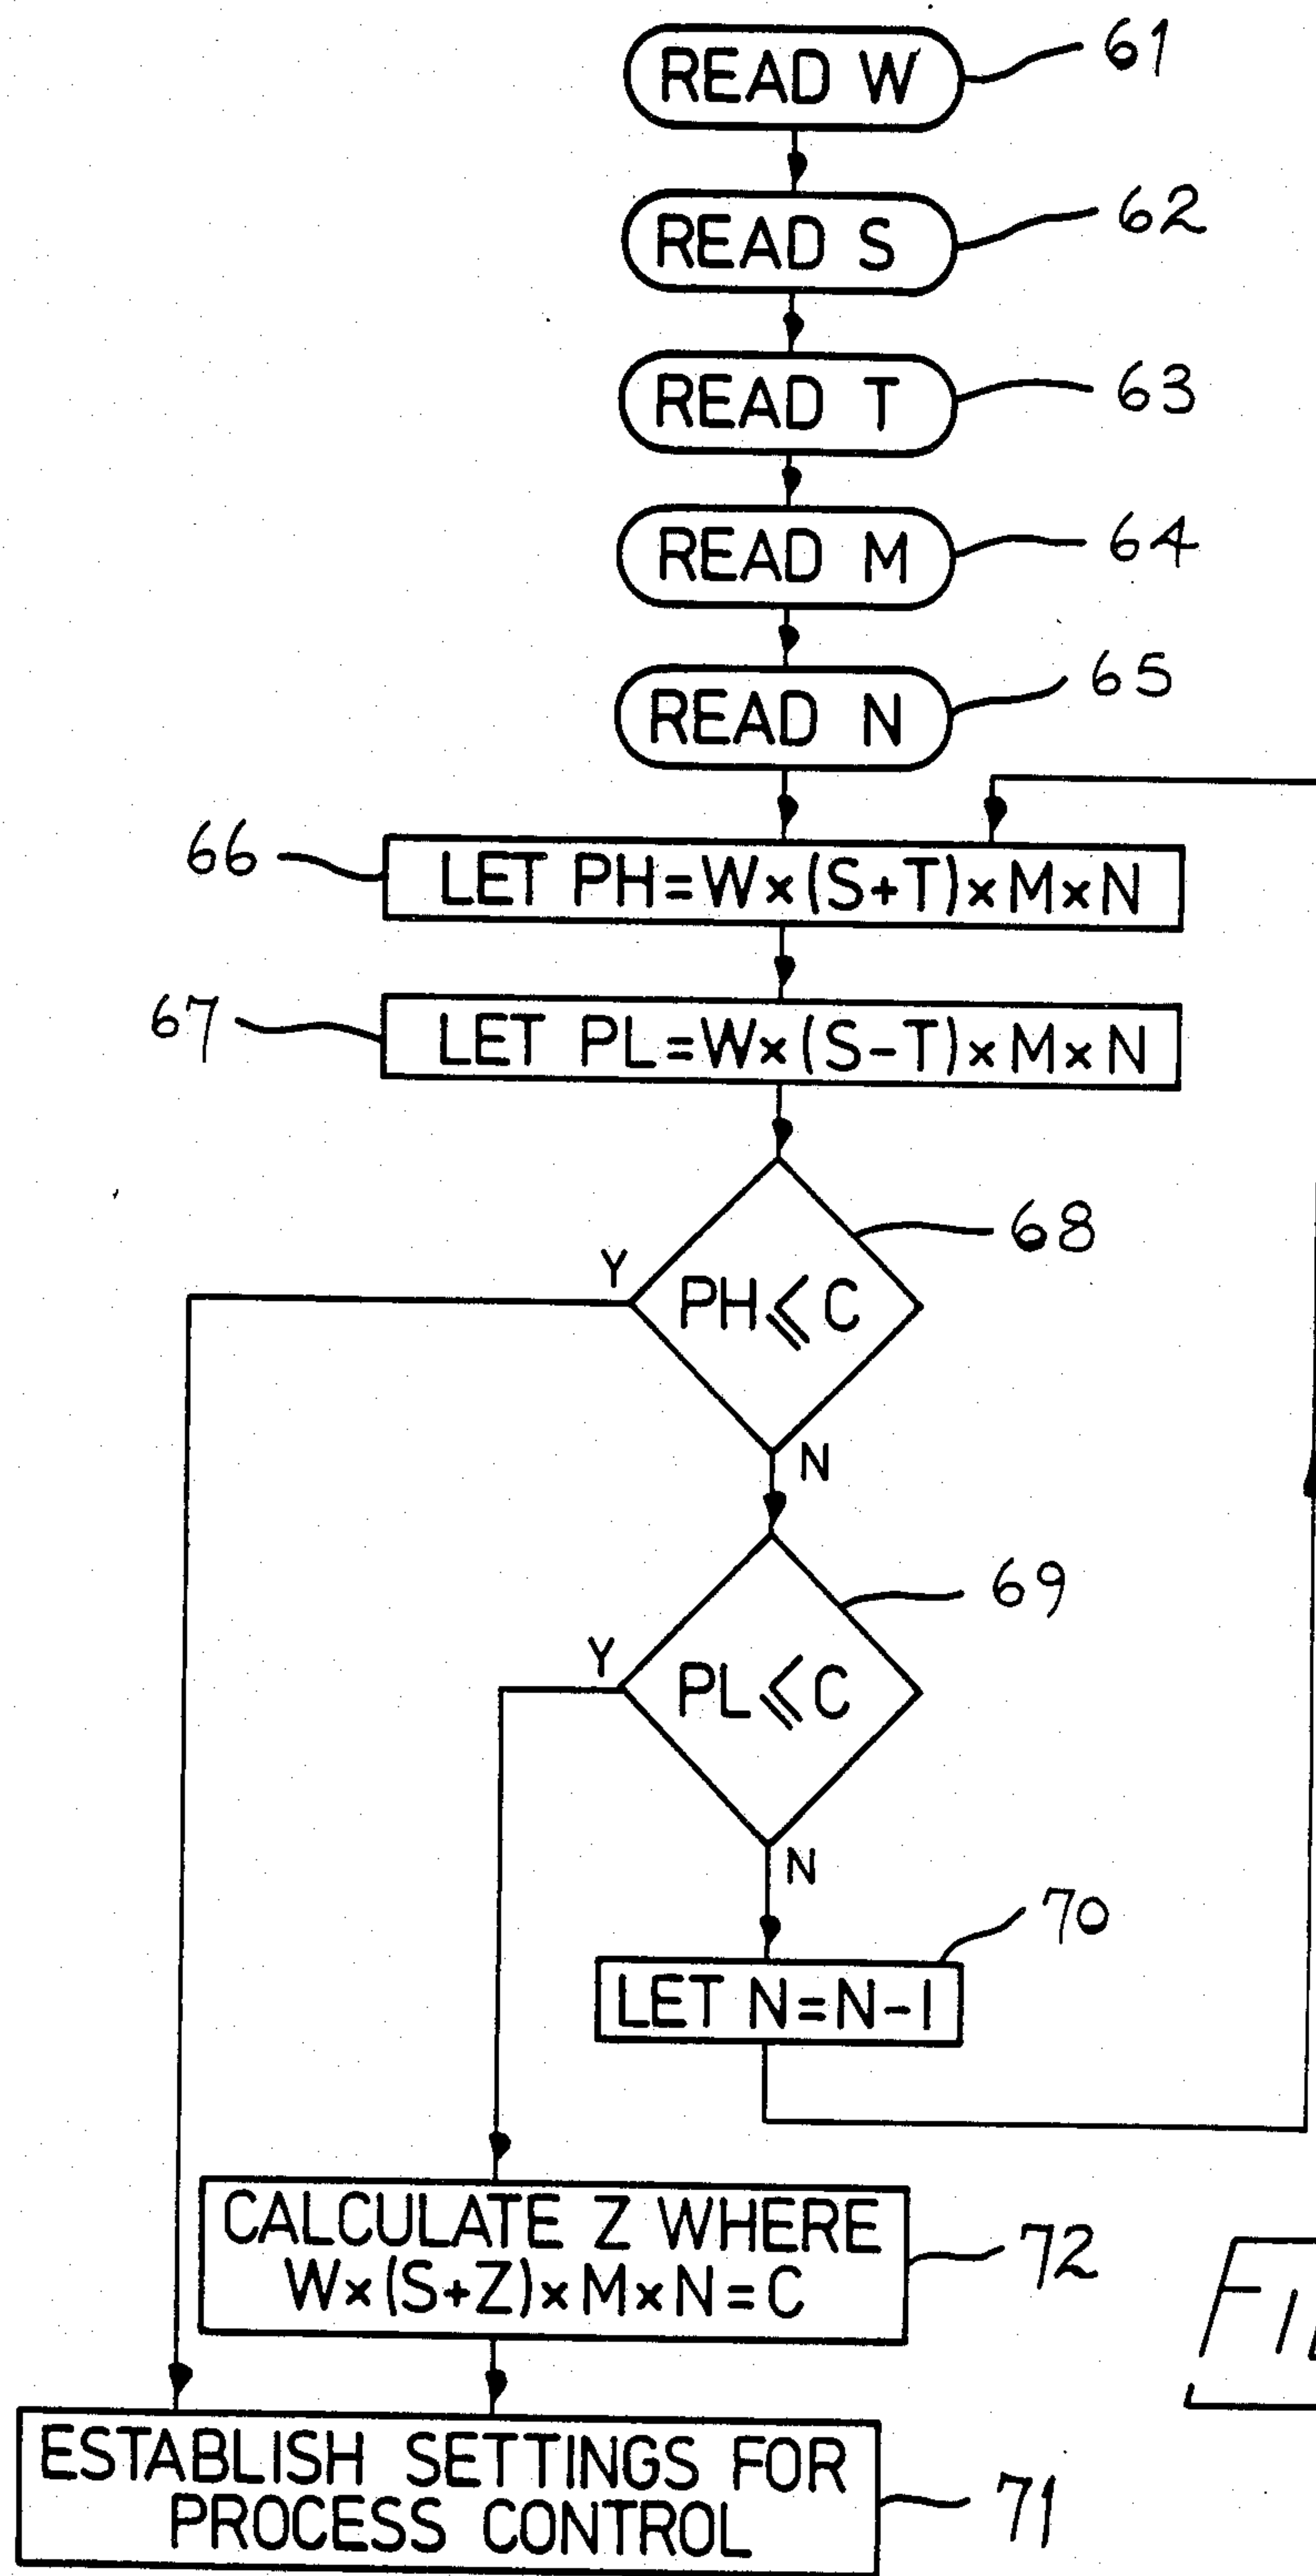 READ W
61
READ S
62
READ T
63
READ M
64
READ N
65
66
LET PH=W×(S+T)×M×N
67
LET PL=W×(S-T)×M×N
68
Y
PH⩽C
N
69
Y
PL⩽C
N
70
LET N=N-1
CALCULATE Z WHERE
W×(S+Z)×M×N=C
72
ESTABLISH SETTINGS FOR
PROCESS CONTROL
71